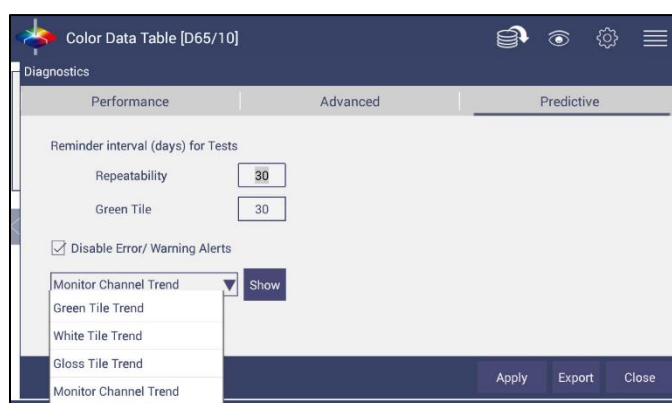 Color Data Table [D65/10]
Diagnostics
Performance Advanced Predictive
Reminder interval (days) for Tests
Repeatability 30
Green Tile 30
Disable Error/ Warning Alerts
Monitor Channel Trend Show
Green Tile Trend
White Tile Trend
Gloss Tile Trend
Monitor Channel Trend
Apply Export Close